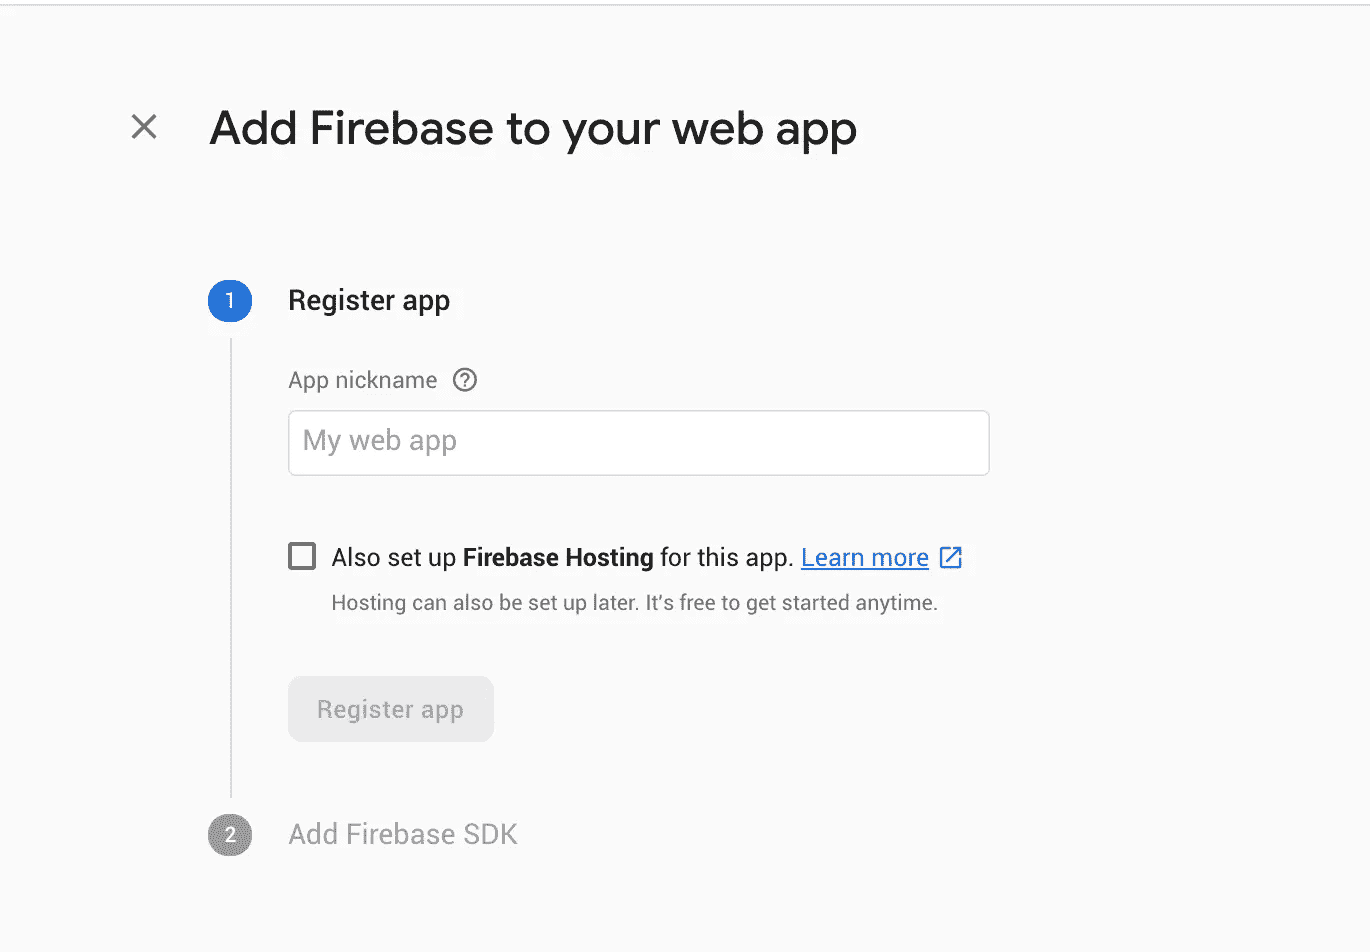 Add Firebase to your web app
1 Register app
App nickname
My web app
Also set up Firebase Hosting for this app. Learn more
Hosting can also be set up later. It's free to get started anytime.
Register app
2 Add Firebase SDK